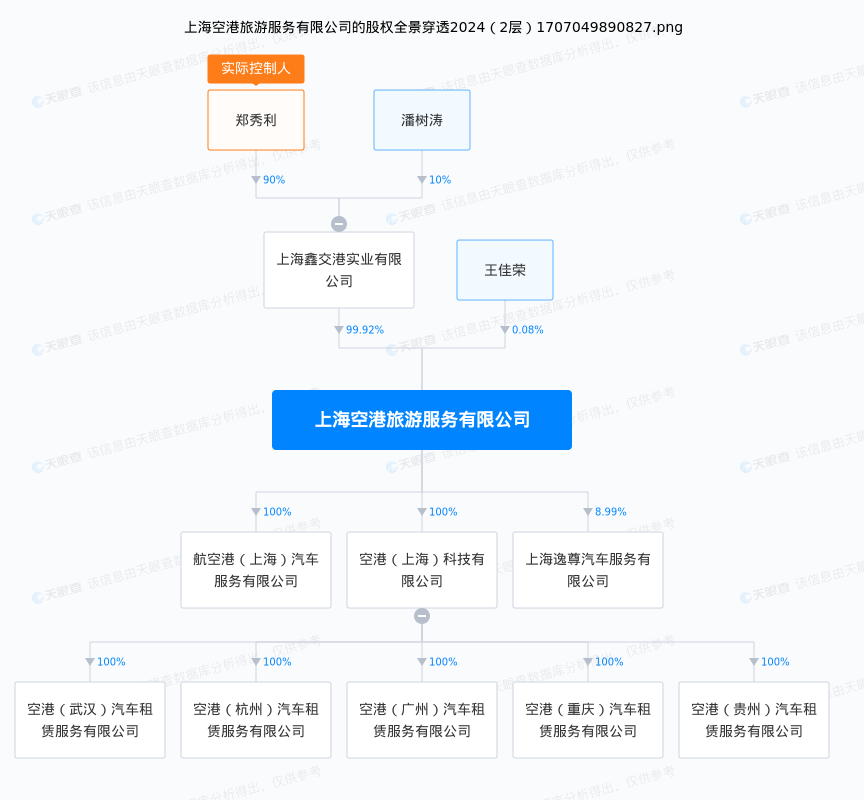 上海空港旅游服务有限公司的股权全景穿透2024（2层）1707049890827.png
实际控制人
郑秀利
潘树涛
90%
10%
上海鑫交港实业有限
公司
王佳荣
99.92%
0.08%
上海空港旅游服务有限公司
100%
100%
8.99%
航空港（上海）汽车
服务有限公司
空港（上海）科技有
限公司
上海逸尊汽车服务有
限公司
100%
100%
100%
100%
100%
空港（武汉）汽车租
赁服务有限公司
空港（杭州）汽车租
赁服务有限公司
空港（广州）汽车租
赁服务有限公司
空港（重庆）汽车租
赁服务有限公司
空港（贵州）汽车租
赁服务有限公司
天眼查 该信息由天眼查数据库分析得出，仅供参考